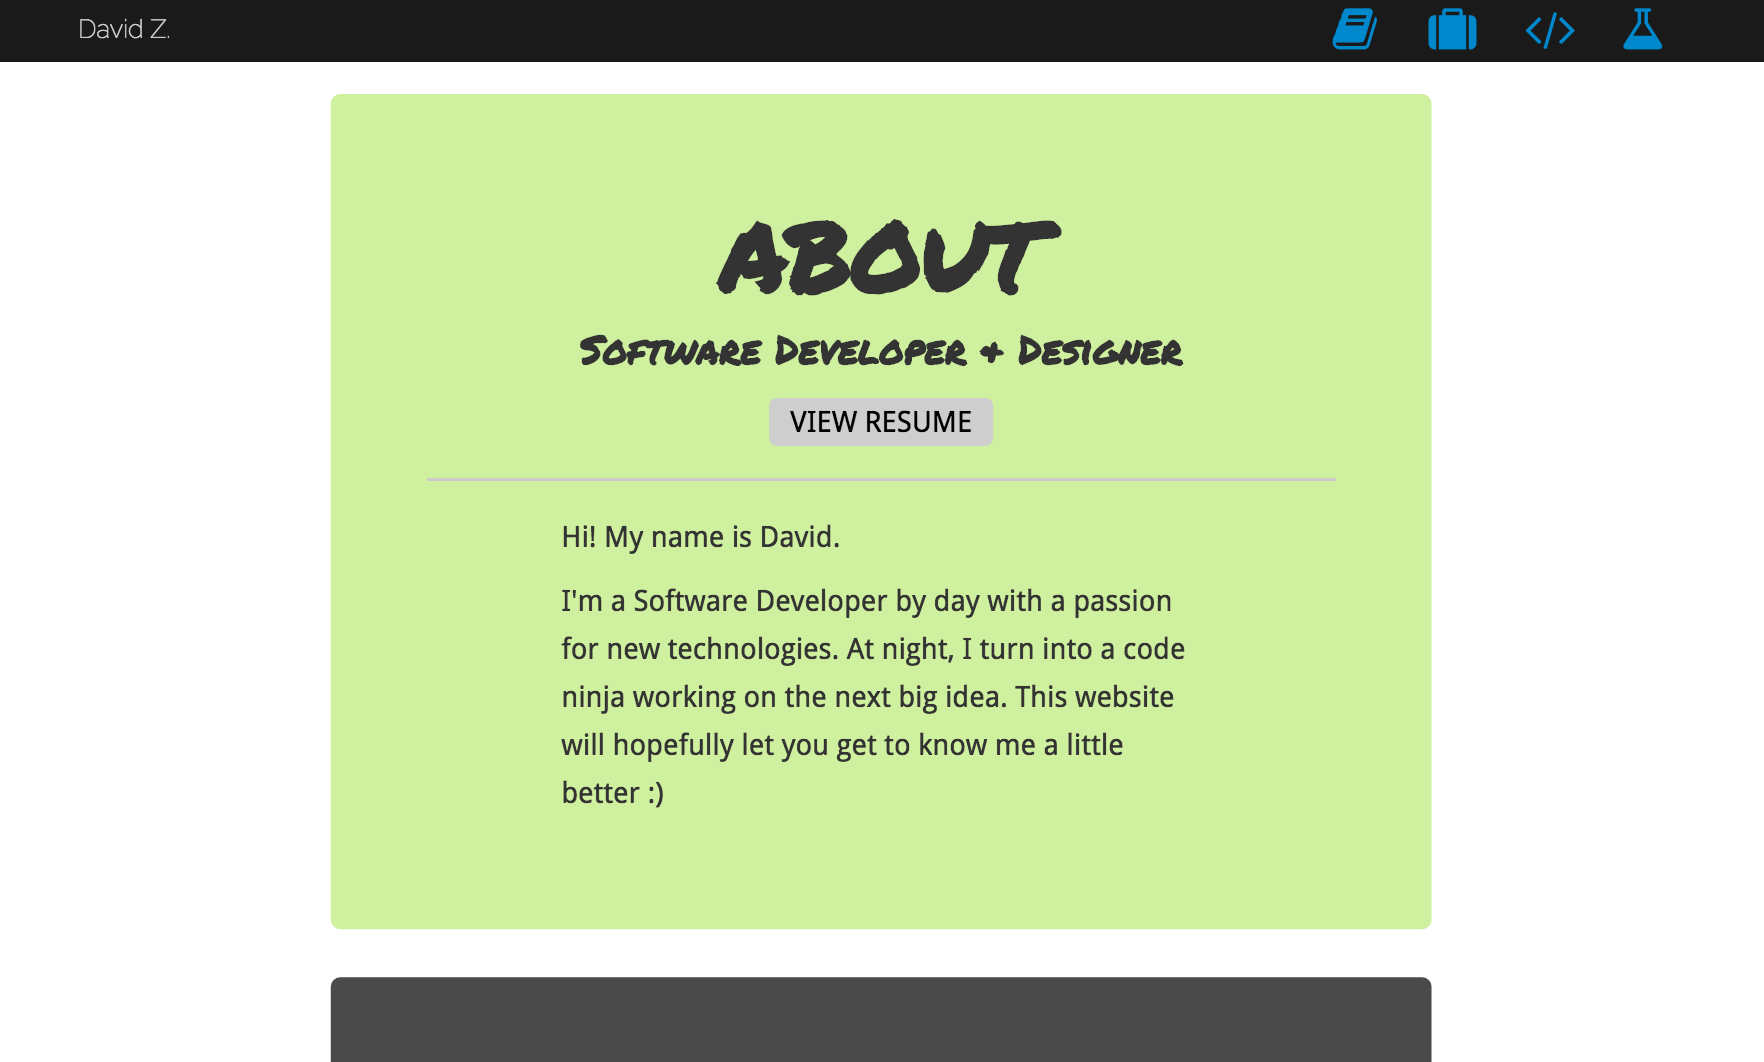 David Z.
ABOUT
Software Developer & Designer
VIEW RESUME
Hi! My name is David.
I'm a Software Developer by day with a passion
for new technologies. At night, I turn into a code
ninja working on the next big idea. This website
will hopefully let you get to know me a little
better :)